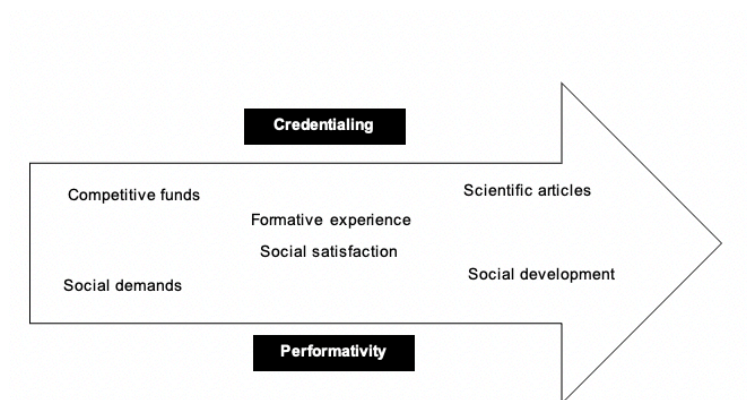 Credentialing
Competitive funds
Scientific articles
Formative experience
Social satisfaction
Social demands
Social development
Performativity